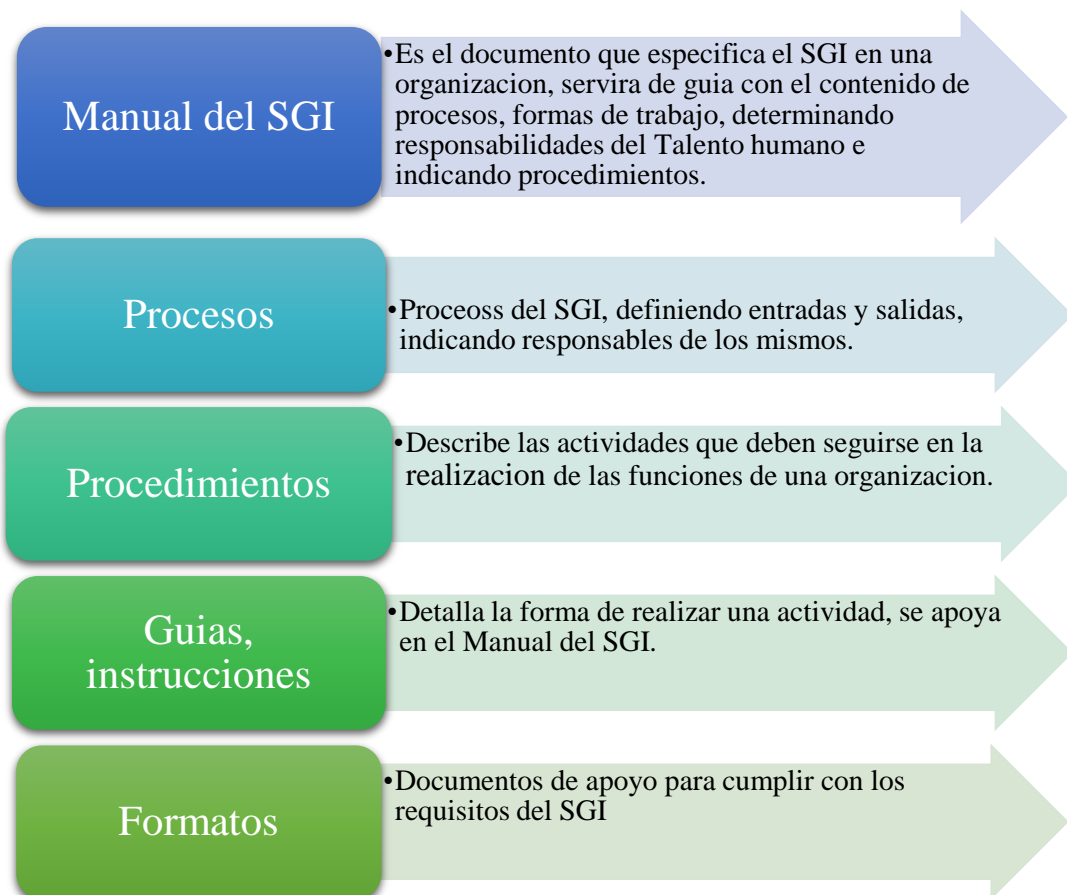 Manual del SGI
•Es el documento que especifica el SGI en una
organizacion, servira de guia con el contenido de
procesos, formas de trabajo, determinando
responsabilidades del Talento humano e
indicando procedimientos.
Procesos
•Proceoss del SGI, definiendo entradas y salidas,
indicando responsables de los mismos.
Procedimientos
•Describe las actividades que deben seguirse en la
realizacion de las funciones de una organizacion.
Guias,
instrucciones
•Detalla la forma de realizar una actividad, se apoya
en el Manual del SGI.
Formatos
•Documentos de apoyo para cumplir con los
requisitos del SGI